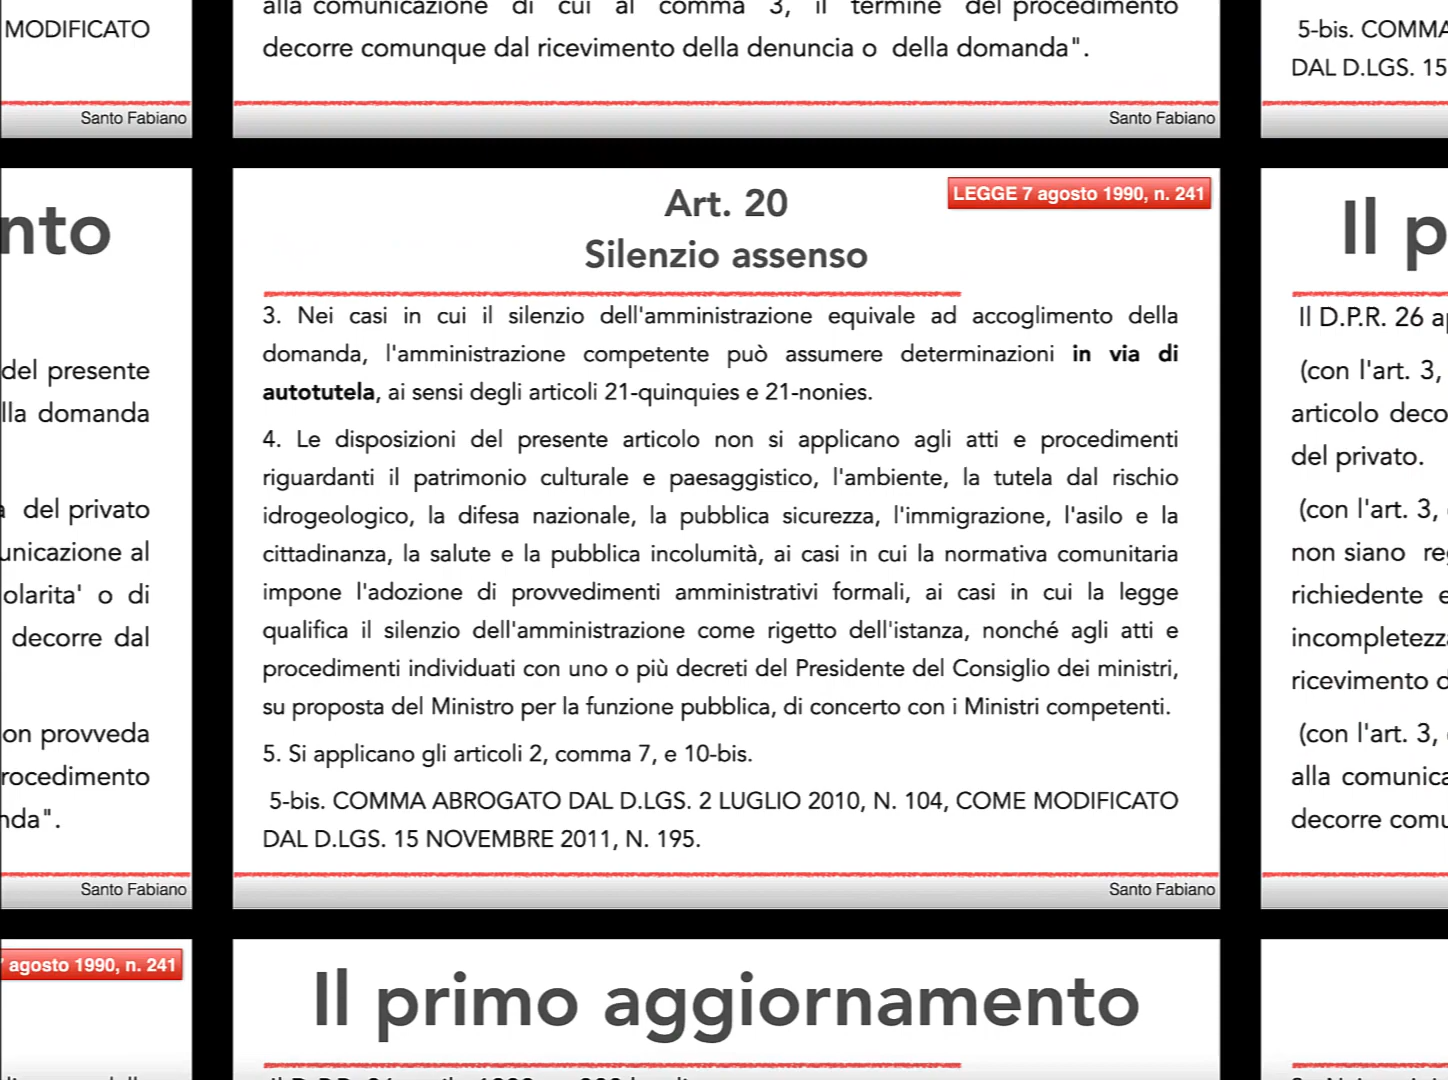 MODIFICATO
Santo Fabiano
alla comunicazione di cui al comma 3, il termine del procedimento
decorre comunque dal ricevimento della denuncia o della domanda".
Santo Fabiano
5-bis. COMMA
DAL D.LGS. 15
nto
del presente
lla domanda
del privato
unicazione al
olarita' o di
decorre dal
on provveda
rocedimento
nda".
Santo Fabiano
LEGGE 7 agosto 1990, n. 241
Art. 20
Silenzio assenso
3. Nei casi in cui il silenzio dell'amministrazione equivale ad accoglimento della
domanda, l'amministrazione competente può assumere determinazioni in via di
autotutela, ai sensi degli articoli 21-quinquies e 21-nonies.
4. Le disposizioni del presente articolo non si applicano agli atti e procedimenti
riguardanti il patrimonio culturale e paesaggistico, l'ambiente, la tutela dal rischio
idrogeologico, la difesa nazionale, la pubblica sicurezza, l'immigrazione, l'asilo e la
cittadinanza, la salute e la pubblica incolumità, ai casi in cui la normativa comunitaria
impone l'adozione di provvedimenti amministrativi formali, ai casi in cui la legge
qualifica il silenzio dell'amministrazione come rigetto dell'istanza, nonché agli atti e
procedimenti individuati con uno o più decreti del Presidente del Consiglio dei ministri,
su proposta del Ministro per la funzione pubblica, di concerto con i Ministri competenti.
5. Si applicano gli articoli 2, comma 7, e 10-bis.
5-bis. COMMA ABROGATO DAL D.LGS. 2 LUGLIO 2010, N. 104, COME MODIFICATO
DAL D.LGS. 15 NOVEMBRE 2011, N. 195.
Santo Fabiano
Il p
Il D.P.R. 26 a
(con l'art. 3,
articolo deco
del privato.
(con l'art. 3,
non siano re
richiedente e
incompletezz
ricevimento d
(con l'art. 3,
alla comunica
decorre comu
agosto 1990, n. 241
Il primo aggiornamento